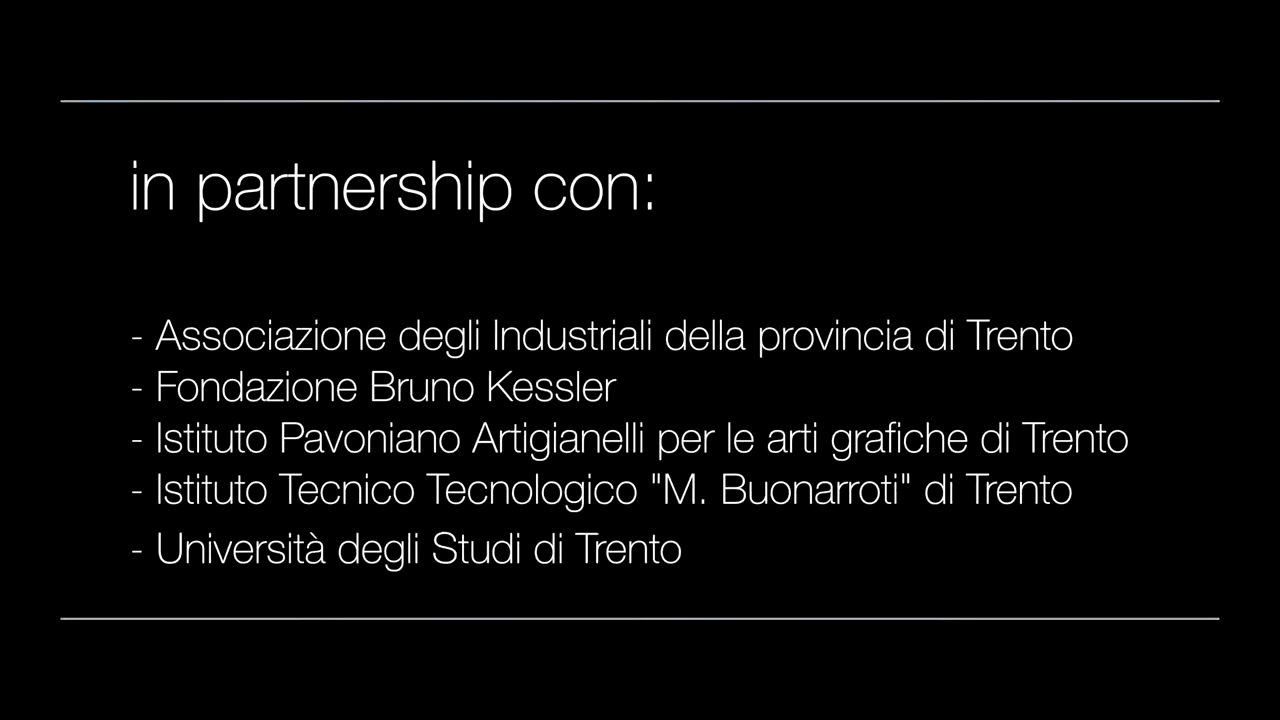 in partnership con:
- Associazione degli Industriali della provincia di Trento
- Fondazione Bruno Kessler
- Istituto Pavoniano Artigianelli per le arti grafiche di Trento
- Istituto Tecnico Tecnologico "M. Buonarroti" di Trento
- Università degli Studi di Trento